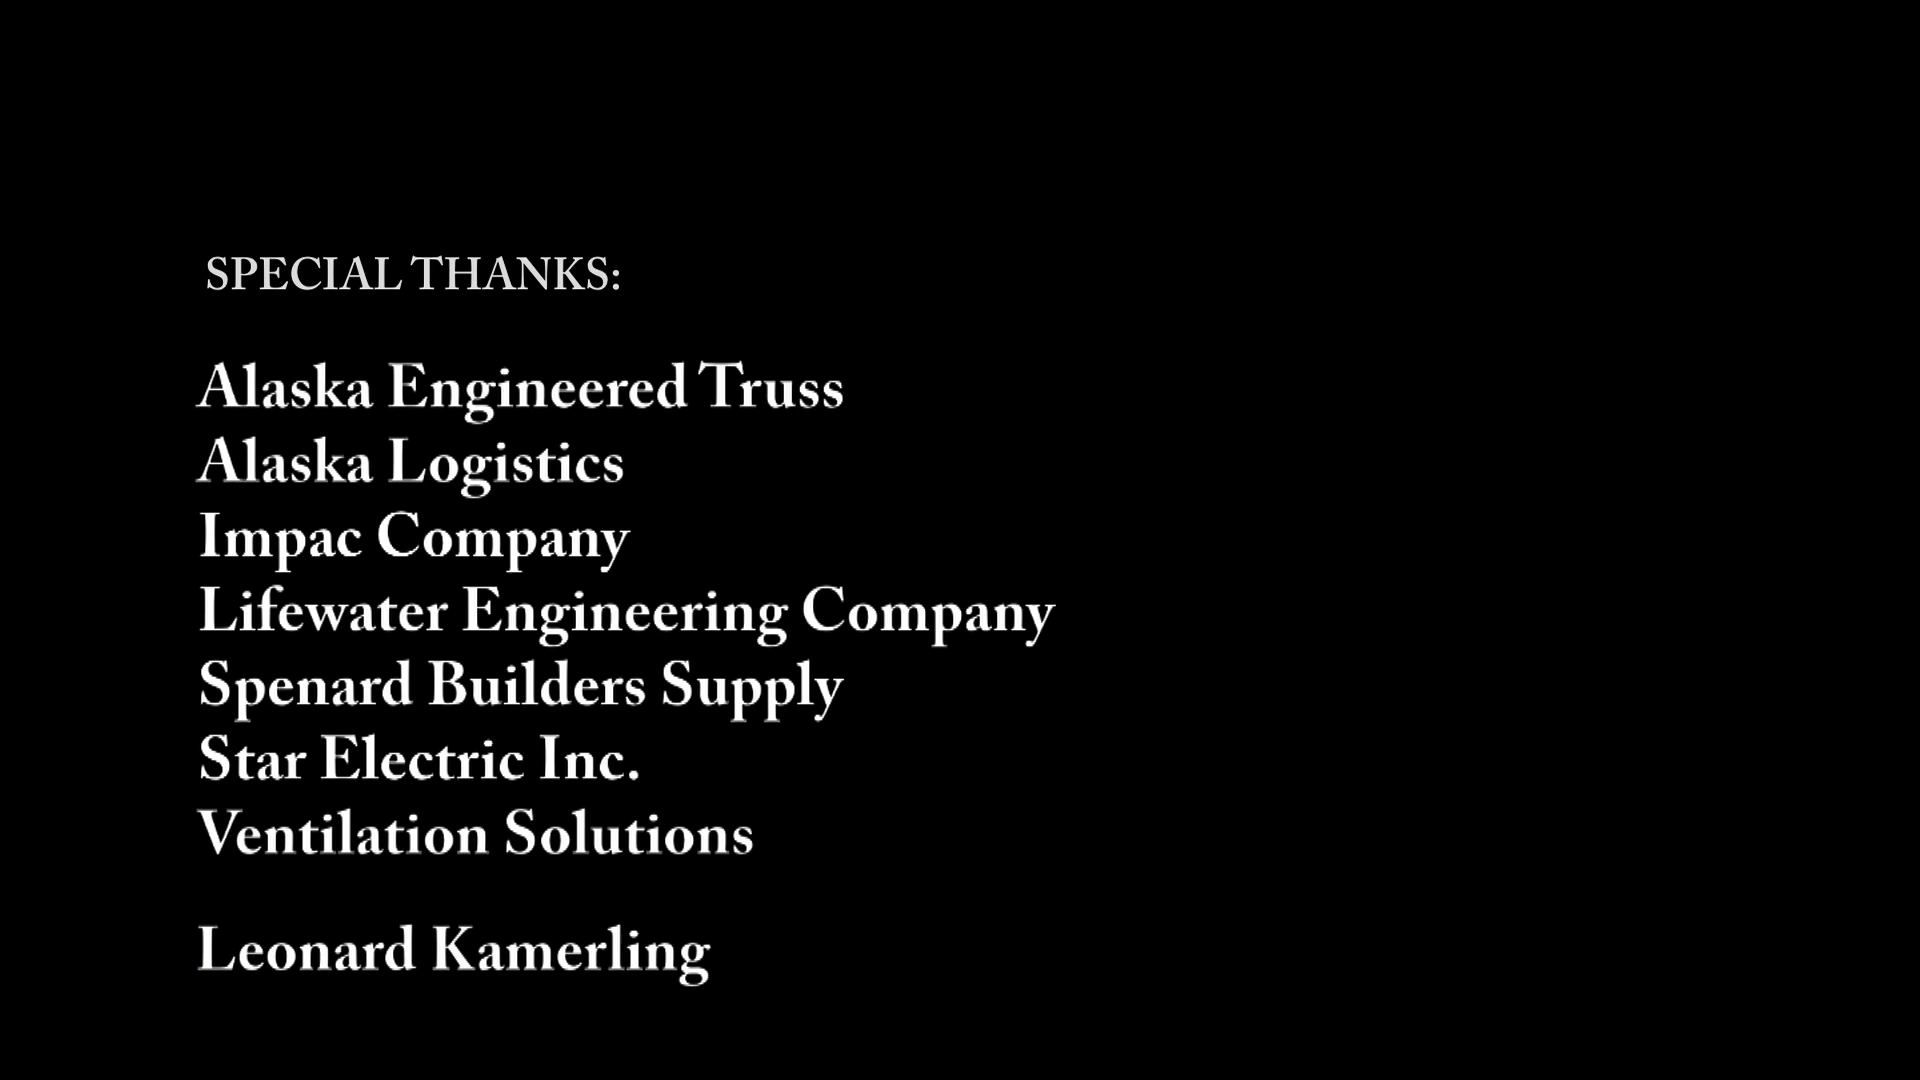 SPECIAL THANKS:
Alaska Engineered Truss
Alaska Logistics
Impac Company
Lifewater Engineering Company
Spenard Builders Supply
Star Electric Inc.
Ventilation Solutions
Leonard Kamerling